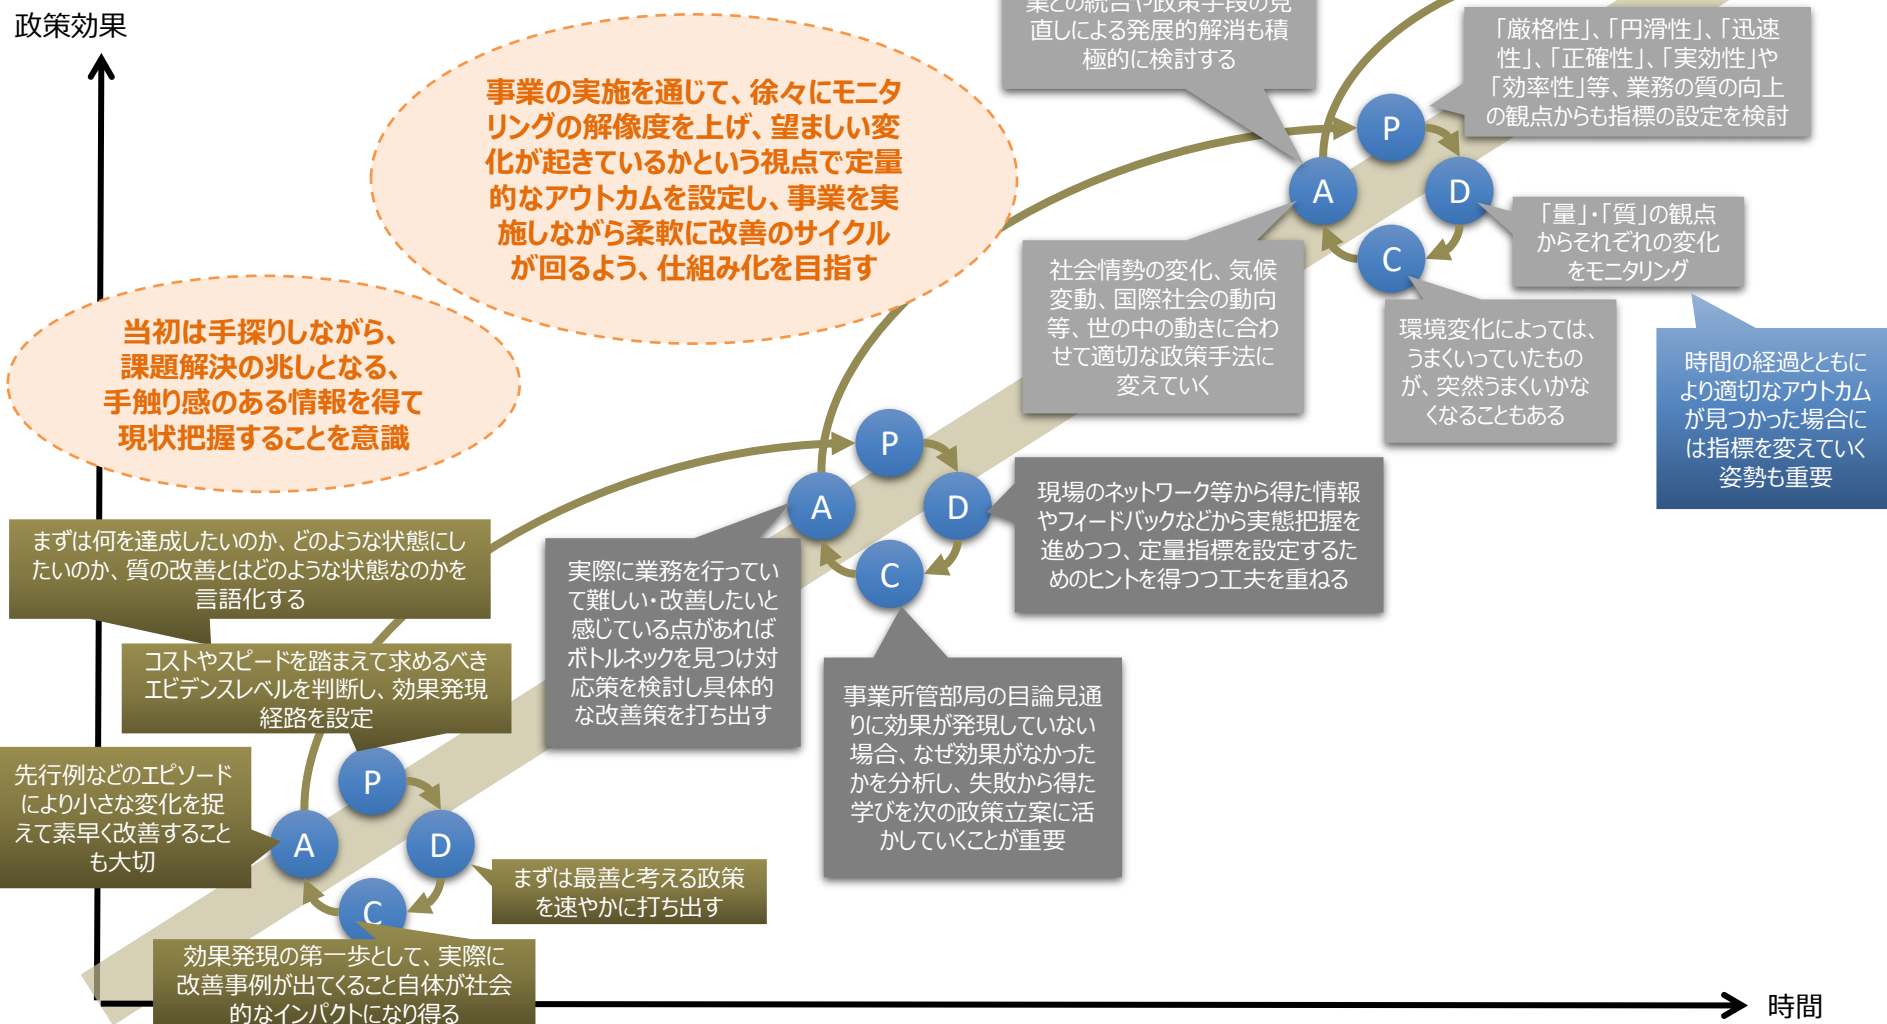 政策効果
業との統合や政策手段の見
直しによる発展的解消も積
極的に検討する
「厳格性」、「円滑性」、「迅速
性」、「正確性」、「実効性」や
「効率性」等、業務の質の向上
の観点からも指標の設定を検討
事業の実施を通じて、徐々にモニタ
リングの解像度を上げ、望ましい変
化が起きているかという視点で定量
的なアウトカムを設定し、事業を実
施しながら柔軟に改善のサイクル
が回るよう、仕組み化を目指す
P
A
D
C
「量」・「質」の観点
からそれぞれの変化
をモニタリング
社会情勢の変化、気候
変動、国際社会の動向
等、世の中の動きに合わ
せて適切な政策手法に
変えていく
環境変化によっては、
うまくいっていたもの
が、突然うまくいかな
くなることもある
時間の経過とともに
より適切なアウトカム
が見つかった場合に
は指標を変えていく
姿勢も重要
当初は手探りしながら、
課題解決の兆しとなる、
手触り感のある情報を得て
現状把握することを意識
P
A
D
C
現場のネットワーク等から得た情報
やフィードバックなどから実態把握を
進めつつ、定量指標を設定するた
めのヒントを得つつ工夫を重ねる
まずは何を達成したいのか、どのような状態にし
たいのか、質の改善とはどのような状態なのかを
言語化する
実際に業務を行ってい
て難しい・改善したいと
感じている点があれば
ボトルネックを見つけ対
応策を検討し具体的
な改善策を打ち出す
コストやスピードを踏まえて求めるべき
エビデンスレベルを判断し、効果発現
経路を設定
事業所管部局の目論見通
りに効果が発現していない
場合、なぜ効果がなかった
かを分析し、失敗から得た
学びを次の政策立案に活
かしていくことが重要
先行例などのエピソード
により小さな変化を捉
えて素早く改善すること
も大切
P
A
D
C
まずは最善と考える政策
を速やかに打ち出す
効果発現の第一歩として、実際に
改善事例が出てくること自体が社会
的なインパクトになり得る
時間